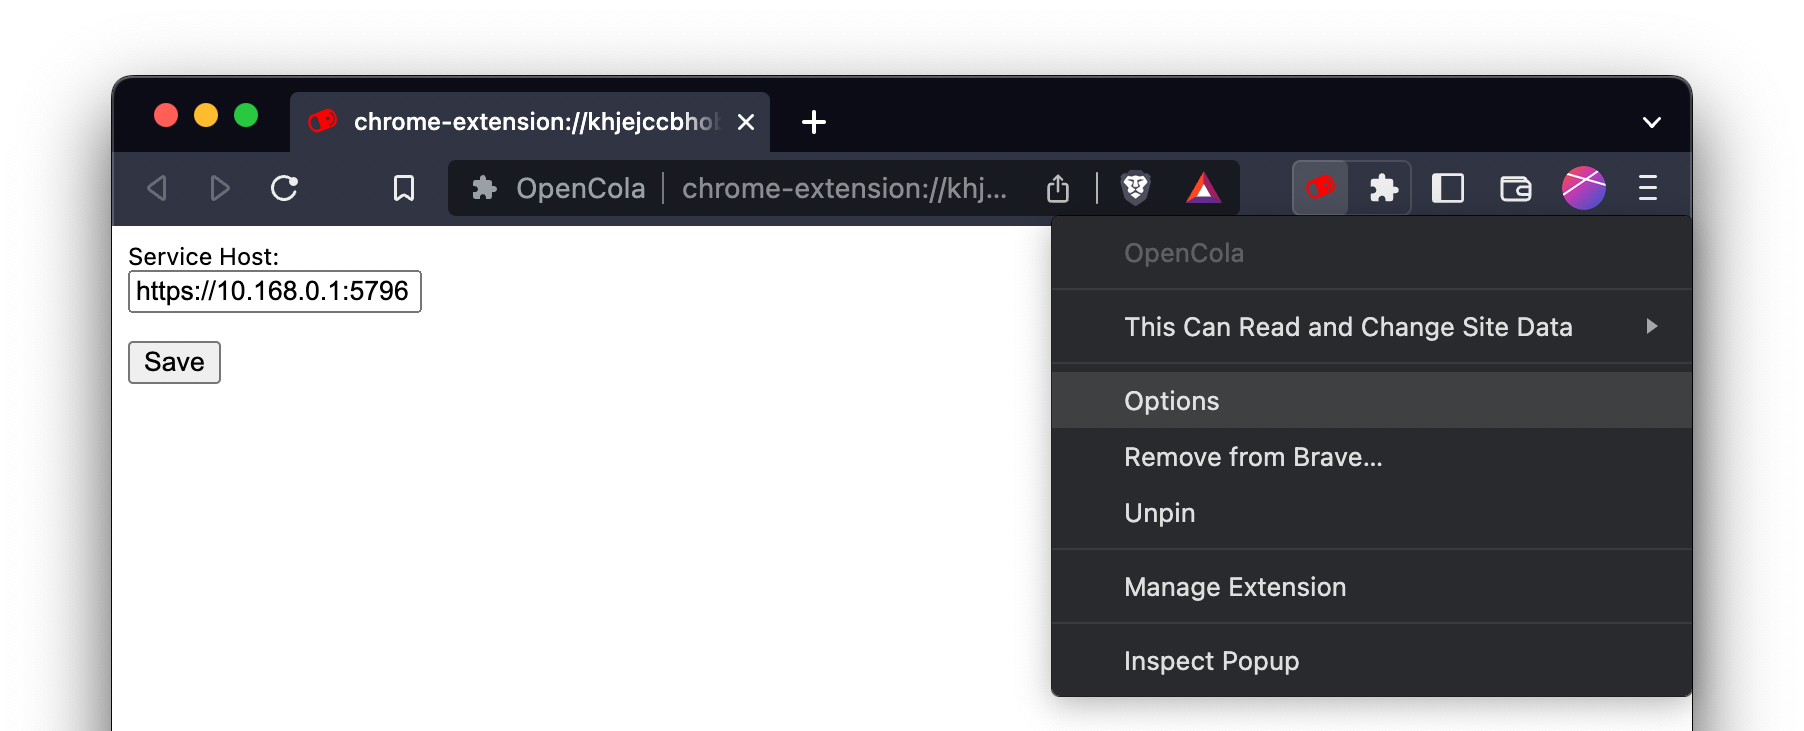 chrome-extension://khjejccbhob
OpenCola
chrome-extension://khj...
Service Host:
https://10.168.0.1:5796
Save
OpenCola
This Can Read and Change Site Data
Options
Remove from Brave...
Unpin
Manage Extension
Inspect Popup